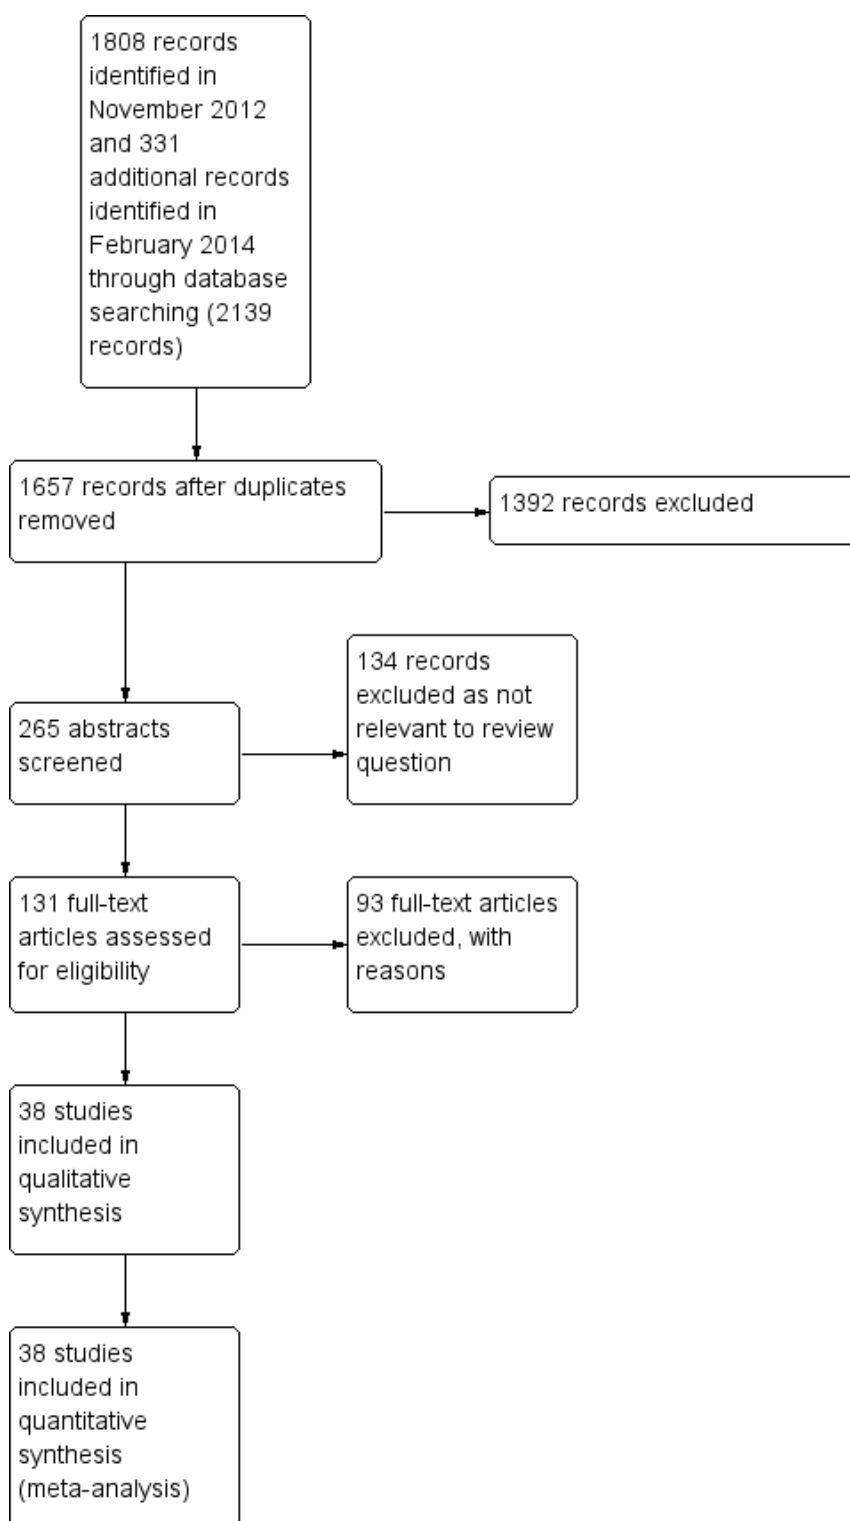 1808 records
identified in
November 2012
and 331
additional records
identified in
February 2014
through database
searching (2139
records)
1657 records after duplicates
removed
1392 records excluded
265 abstracts
screened
134 records
excluded as not
relevant to review
question
131 full-text
articles assessed
for eligibility
93 full-text articles
excluded, with
reasons
38 studies
included in
qualitative
synthesis
38 studies
included in
quantitative
synthesis
(meta-analysis)